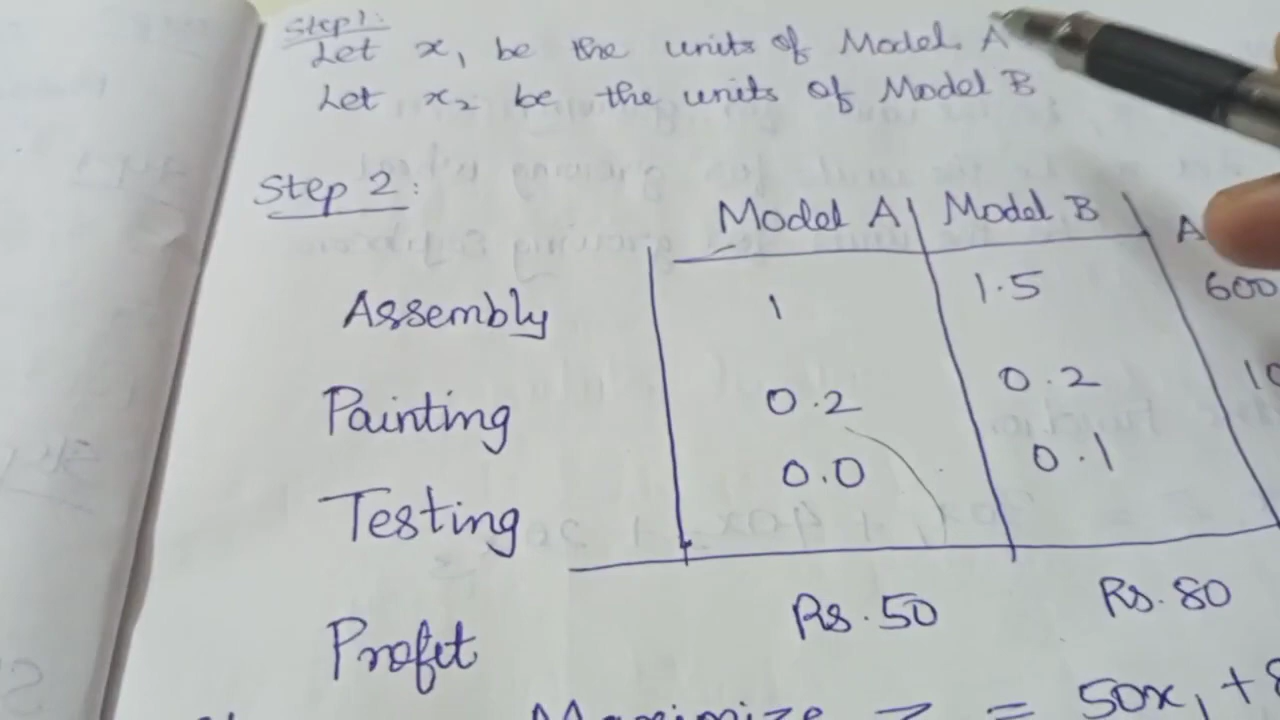 Step 1:
Let x₁ be the units of Model A
Let x₂ be the units of Model B
Step 2:
Model A Model B A
Assembly 1 1.5 600
Painting 0.2 0.2 10
Testing 0.0 0.1
Profit Rs.50 Rs.80
Maximize Z = 50x₁ + 8